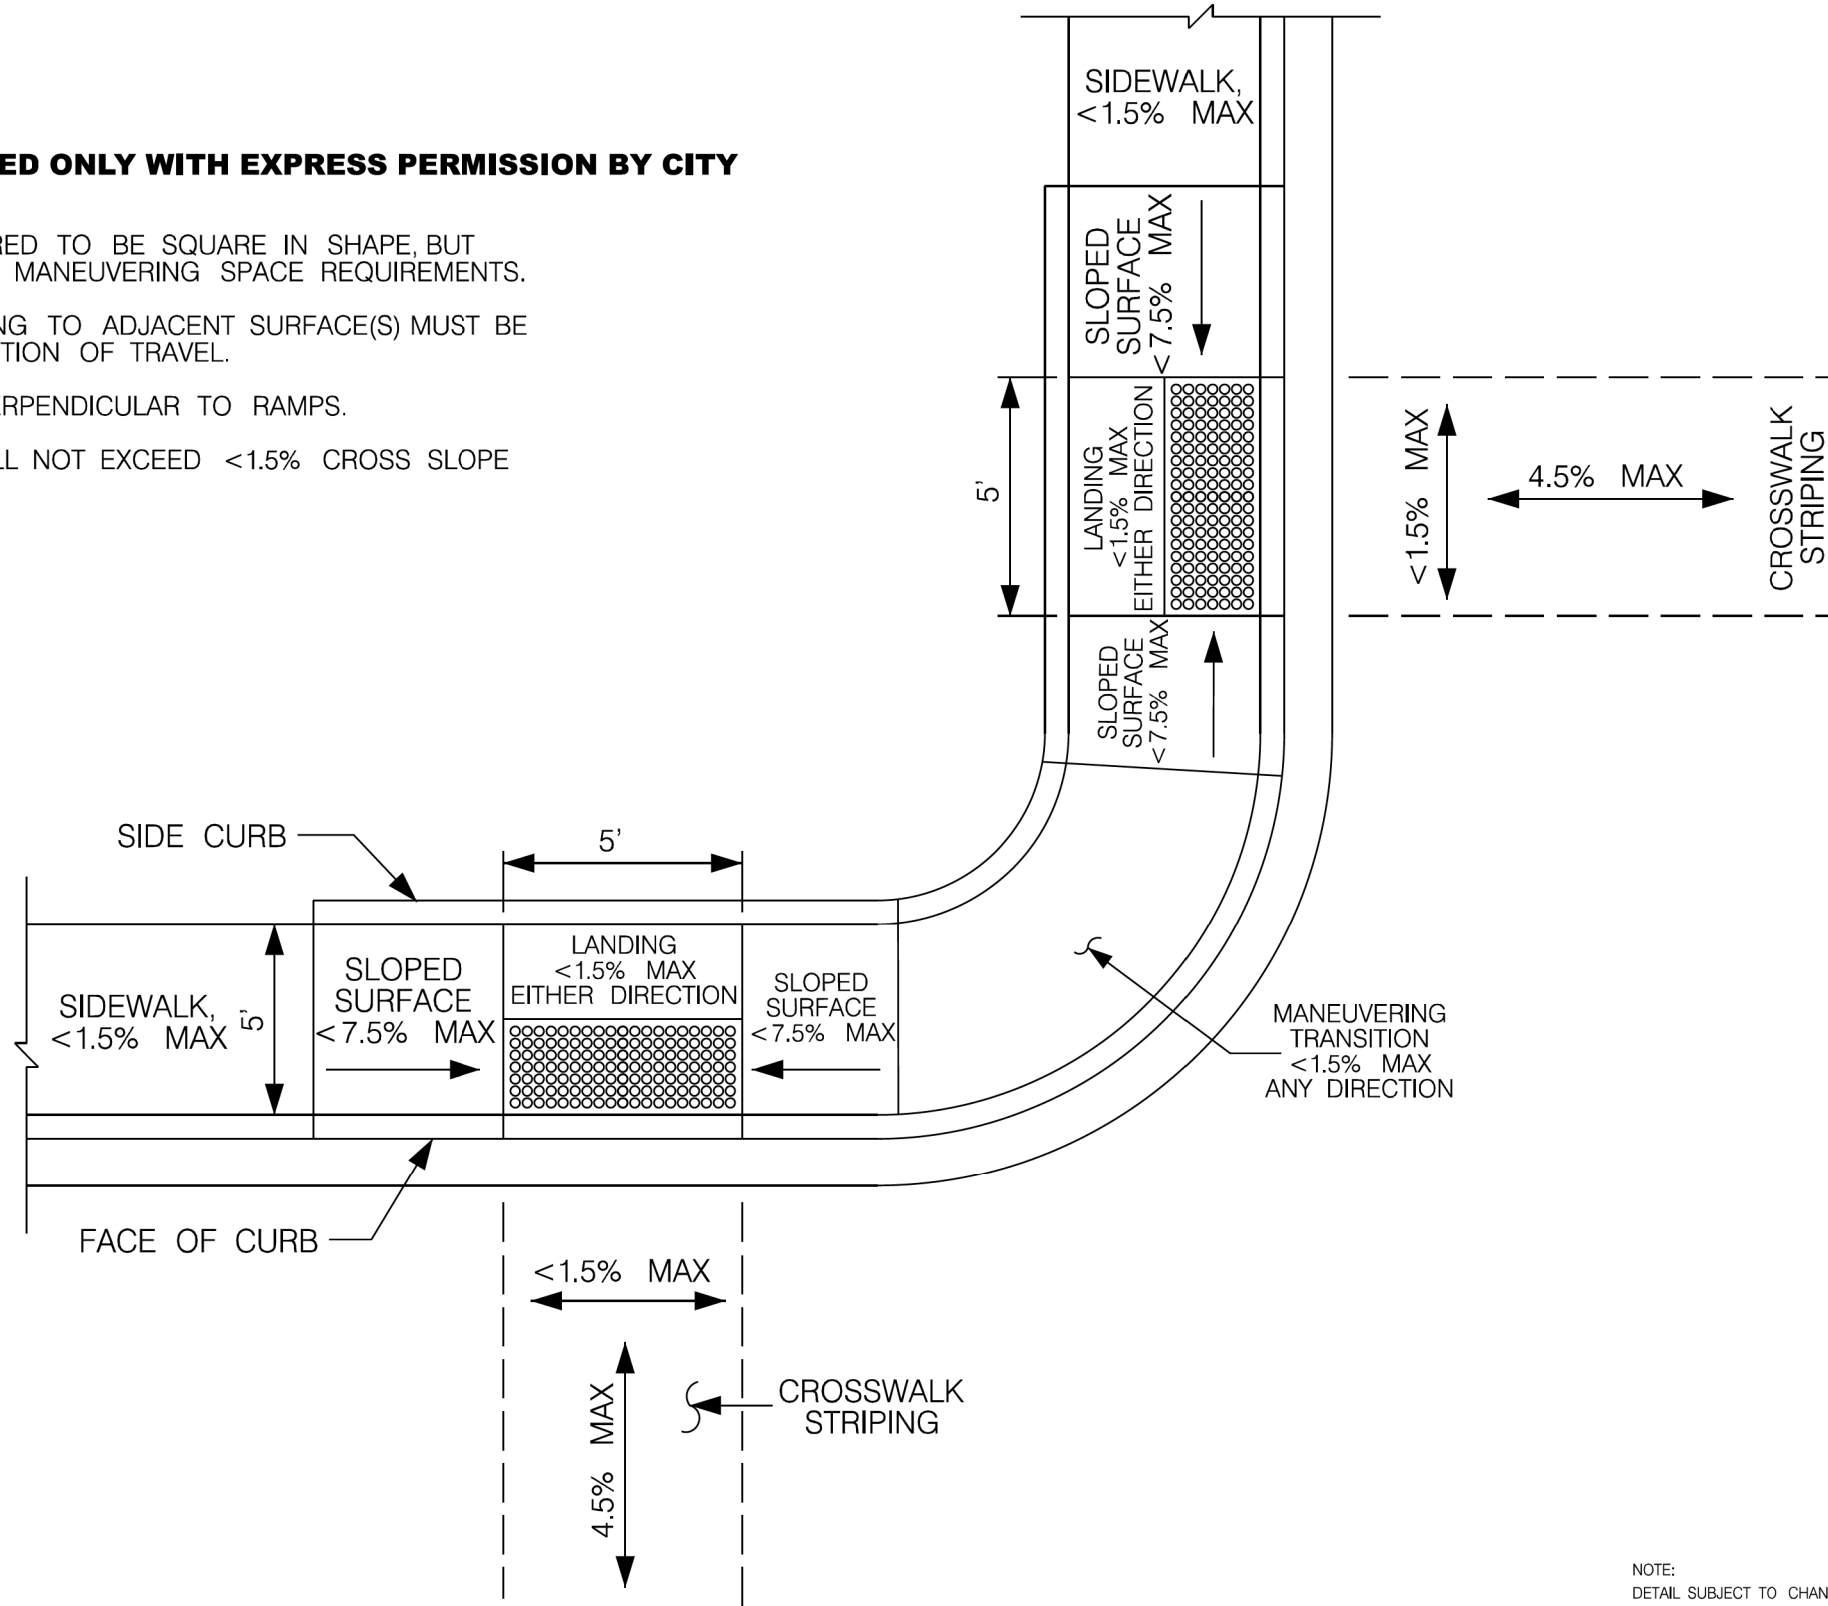 ED ONLY WITH EXPRESS PERMISSION BY CITY
RED TO BE SQUARE IN SHAPE, BUT
MANEUVERING SPACE REQUIREMENTS.
NG TO ADJACENT SURFACE(S) MUST BE
TION OF TRAVEL.
ERPENDICULAR TO RAMPS.
LL NOT EXCEED <1.5% CROSS SLOPE
SIDEWALK,
<1.5% MAX
SLOPED
SURFACE
<7.5% MAX
5'
LANDING
<1.5% MAX
EITHER DIRECTION
<1.5% MAX
4.5% MAX
CROSSWALK
STRIPING
SLOPED
SURFACE
<7.5% MAX
SIDE CURB
5'
SIDEWALK,
<1.5% MAX
5'
SLOPED
SURFACE
<7.5% MAX
LANDING
<1.5% MAX
EITHER DIRECTION
SLOPED
SURFACE
<7.5% MAX
MANEUVERING
TRANSITION
<1.5% MAX
ANY DIRECTION
FACE OF CURB
<1.5% MAX
4.5% MAX
CROSSWALK
STRIPING
NOTE:
DETAIL SUBJECT TO CHAN